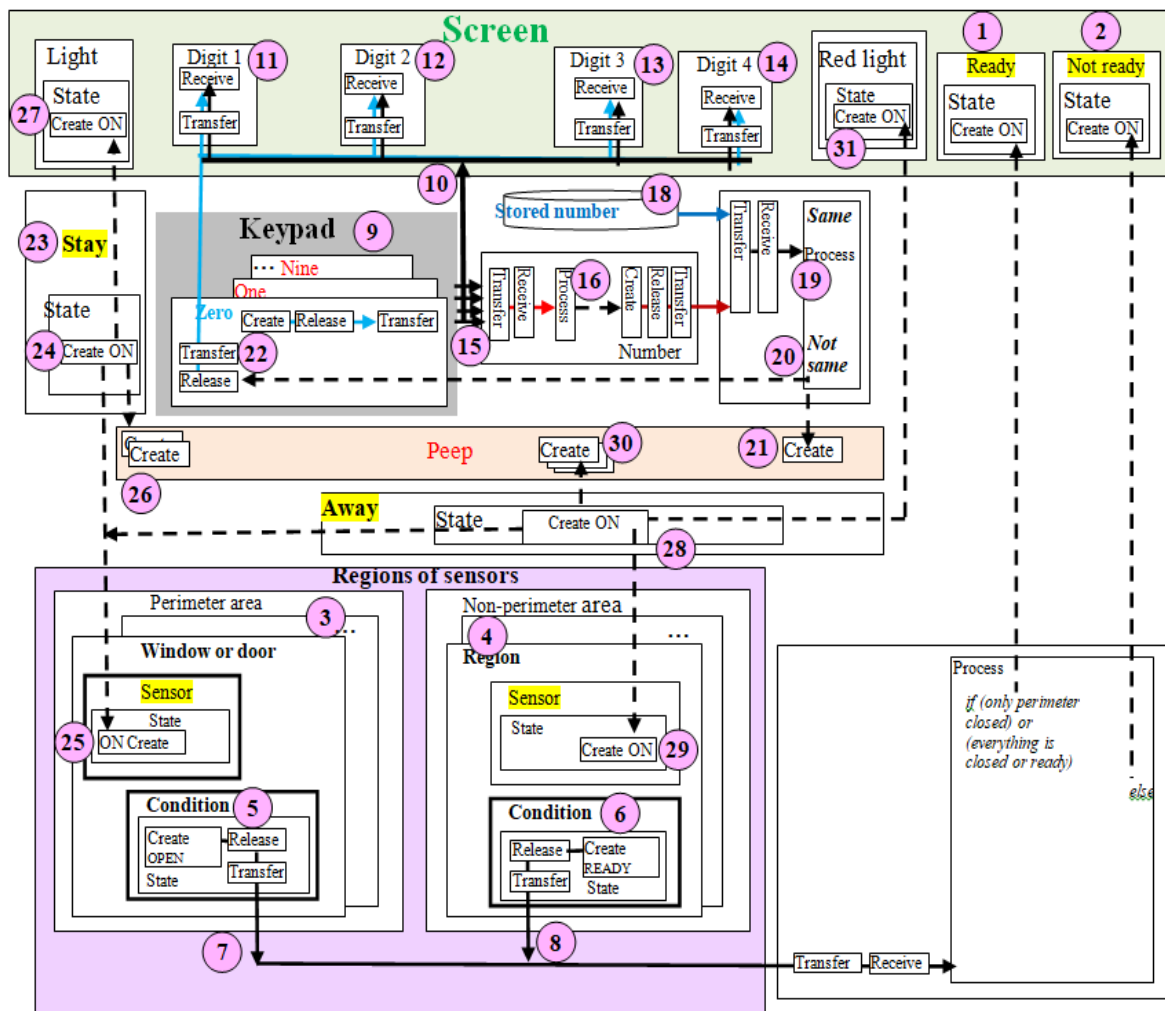 Screen
1
2
Light
State
Create ON
27
Digit 1
11
Receive
Transfer
Digit 2
12
Receive
Transfer
Digit 3
13
Receive
Transfer
Digit 4
14
Receive
Transfer
Red light
State
Create ON
31
Ready
State
Create ON
Not ready
State
Create ON
10
23
Stay
State
24
Create ON
Keypad
9
… Nine
One
Zero
Create
Release
Transfer
Transfer
22
Release
15
Stored number
18
Transfer
Receive
Process
16
Create
Release
Transfer
Number
Transfer
Receive
Same
Process
19
20
Not
same
Create
26
Peep
Create
30
21
Create
Away
State
Create ON
28
Regions of sensors
Perimeter area
3
…
Window or door
Sensor
State
25
ON Create
Condition
5
Create
OPEN
Release
Transfer
State
7
Non-perimeter area
4
…
Region
Sensor
State
Create ON
29
Condition
6
Release
Create
READY
Transfer
State
8
Transfer
Receive
Process
if (only perimeter
closed) or
(everything is
closed or ready)
else